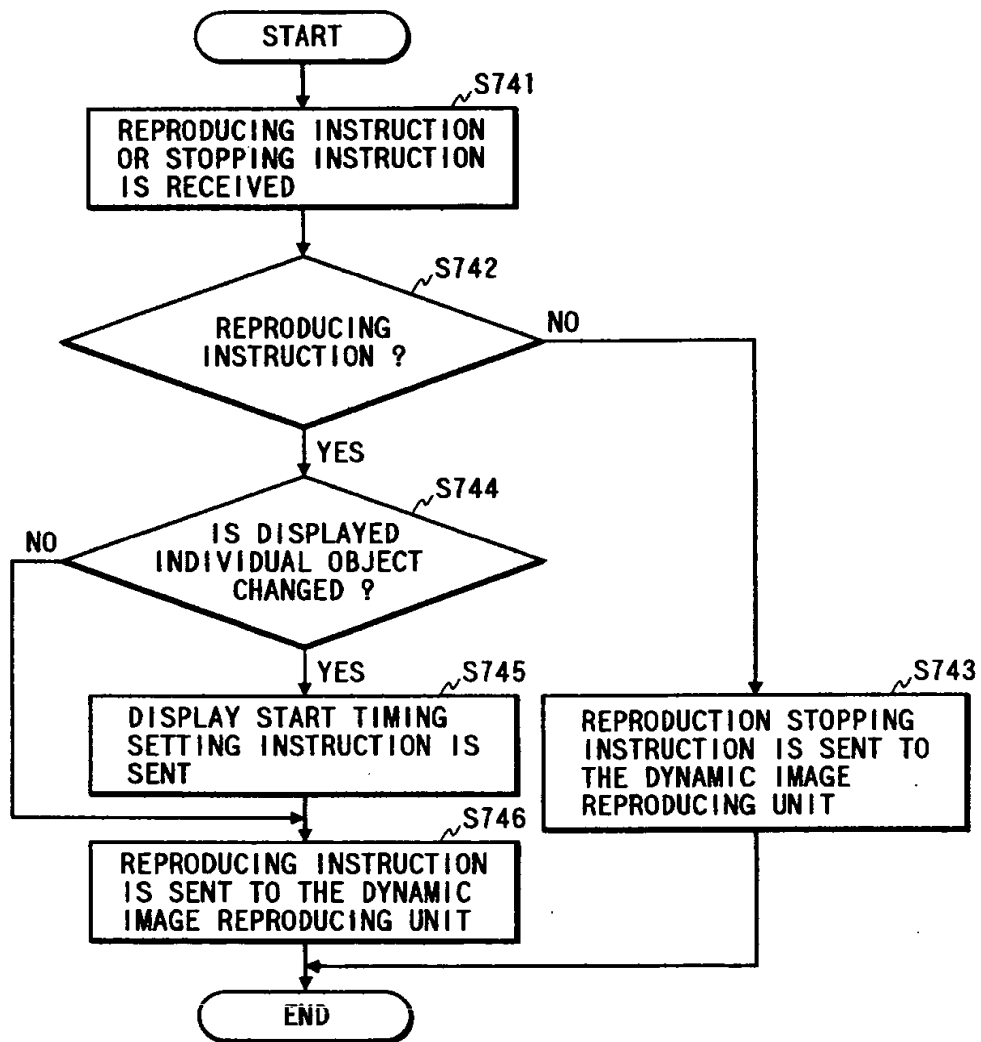 START
S741
REPRODUCING INSTRUCTION
OR STOPPING INSTRUCTION
IS RECEIVED
S742
REPRODUCING
INSTRUCTION ?
NO
YES
S744
IS DISPLAYED
INDIVIDUAL OBJECT
CHANGED ?
NO
YES
S745
DISPLAY START TIMING
SETTING INSTRUCTION IS
SENT
S743
REPRODUCTION STOPPING
INSTRUCTION IS SENT TO
THE DYNAMIC IMAGE
REPRODUCING UNIT
S746
REPRODUCING INSTRUCTION
IS SENT TO THE DYNAMIC
IMAGE REPRODUCING UNIT
END